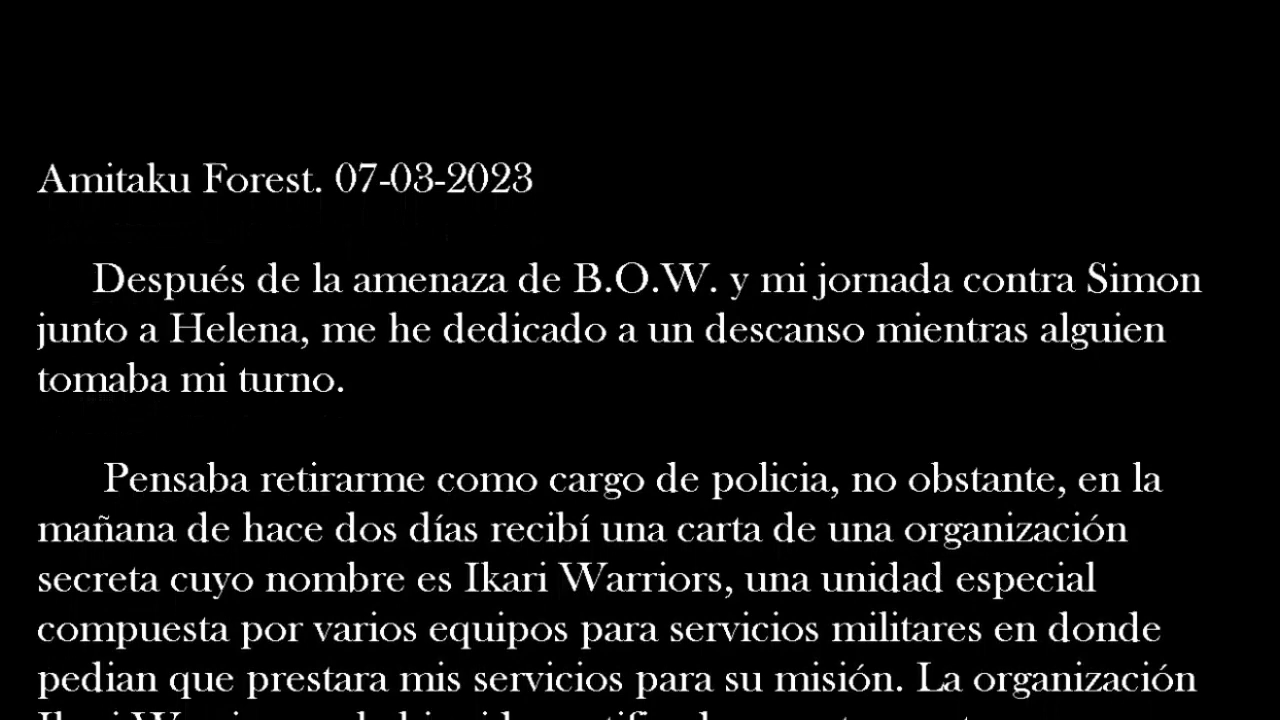 Amitaku Forest. 07-03-2023
Después de la amenaza de B.O.W. y mi jornada contra Simon
junto a Helena, me he dedicado a un descanso mientras alguien
tomaba mi turno.
Pensaba retirarme como cargo de policia, no obstante, en la
mañana de hace dos días recibí una carta de una organización
secreta cuyo nombre es Ikari Warriors, una unidad especial
compuesta por varios equipos para servicios militares en donde
pedian que prestara mis servicios para su misión. La organización